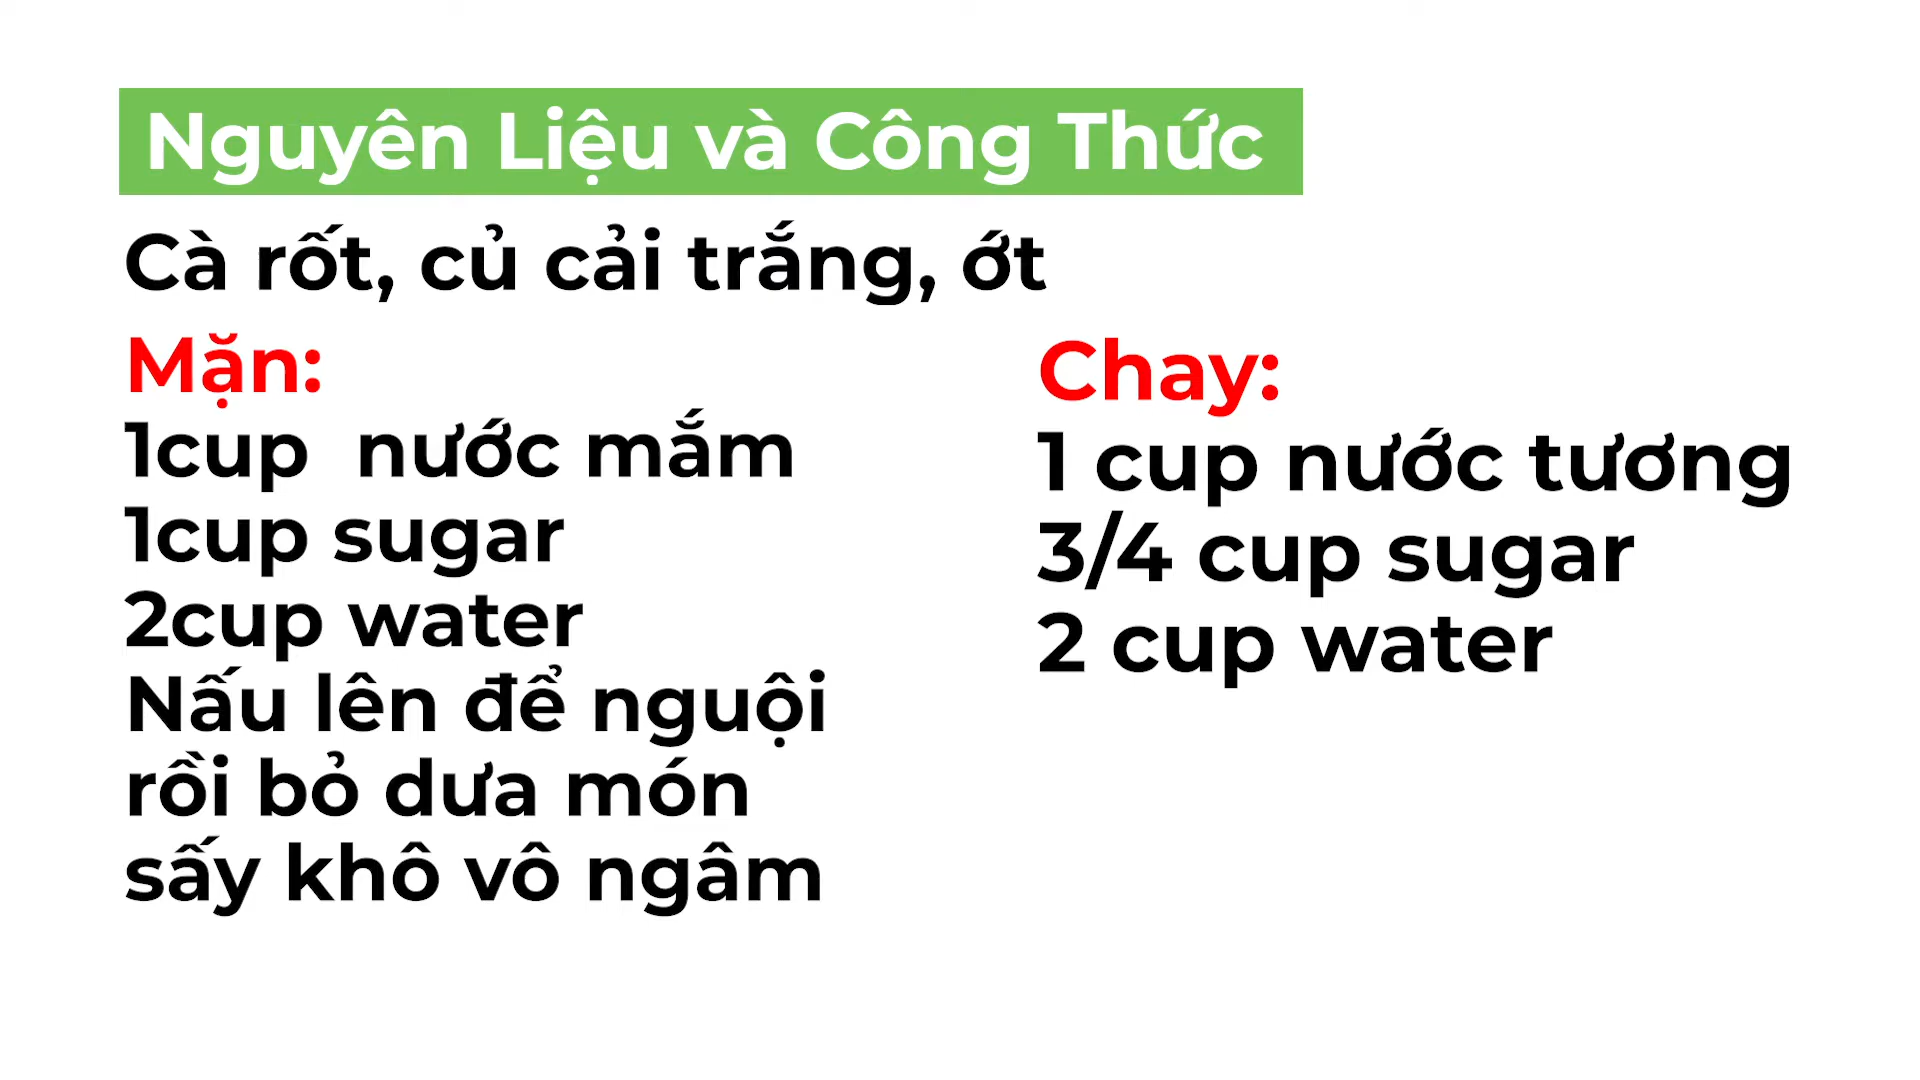 Nguyên Liệu và Công Thức
Cà rốt, củ cải trắng, ớt
Mặn:
1cup  nước mắm
1cup sugar
2cup water
Nấu lên để nguội
rồi bỏ dưa món
sấy khô vô ngâm
Chay:
1 cup nước tương
3/4 cup sugar
2 cup water